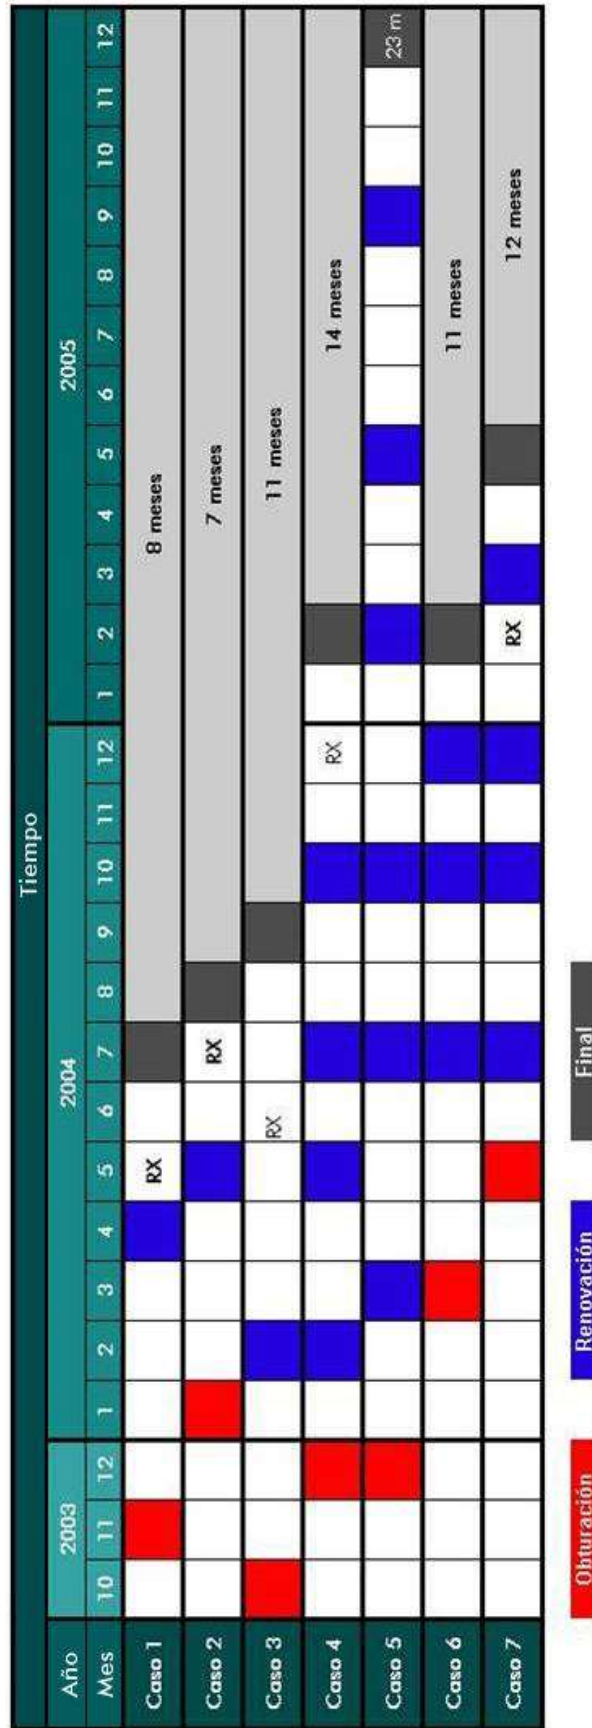 Tiempo
Año 2003 2004 2005
Mes 10 11 12 1 2 3 4 5 6 7 8 9 10 11 12 1 2 3 4 5 6 7 8 9 10 11 12
Caso 1 RX 8 meses
Caso 2 RX 7 meses
Caso 3 RX 11 meses
Caso 4 RX 14 meses
Caso 5 23 m
Caso 6 11 meses
Caso 7 RX 12 meses
Obturación Renovación Final